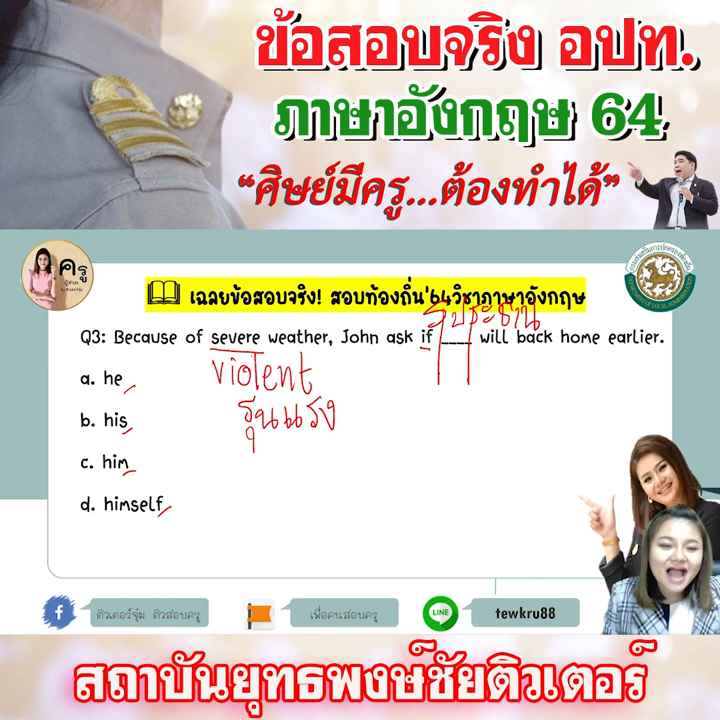 ข้อสอบจริง อปท.
ภาษาอังกฤษ 64
“ศิษย์มีครู...ต้องทำได้”
ครู
ผู้ช่วย
เฉลยข้อสอบจริง! สอบท้องถิ่น'64วิชาภาษาอังกฤษ
ประธาน
Q3: Because of severe weather, John ask if ____ will back home earlier.
violent
รุนแรง
a. he
b. his
c. him
d. himself
ติวเตอร์จุ๋ม ติวสอบครู
เพื่อคนสอบครู
LINE
tewkru88
สถาบันยุทธพงษ์ชัยติวเตอร์